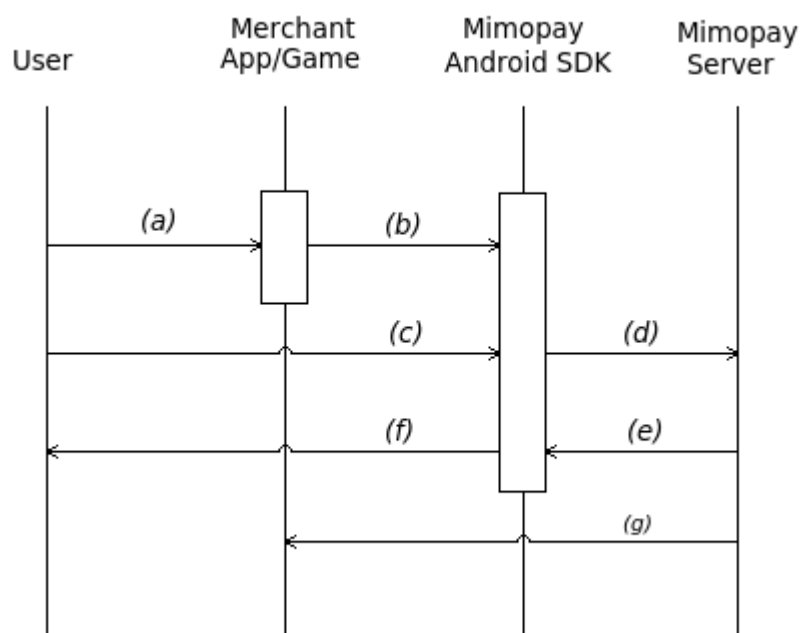 User
Merchant
App/Game
Mimopay
Android SDK
Mimopay
Server
(a)
(b)
(c)
(d)
(f)
(e)
(g)